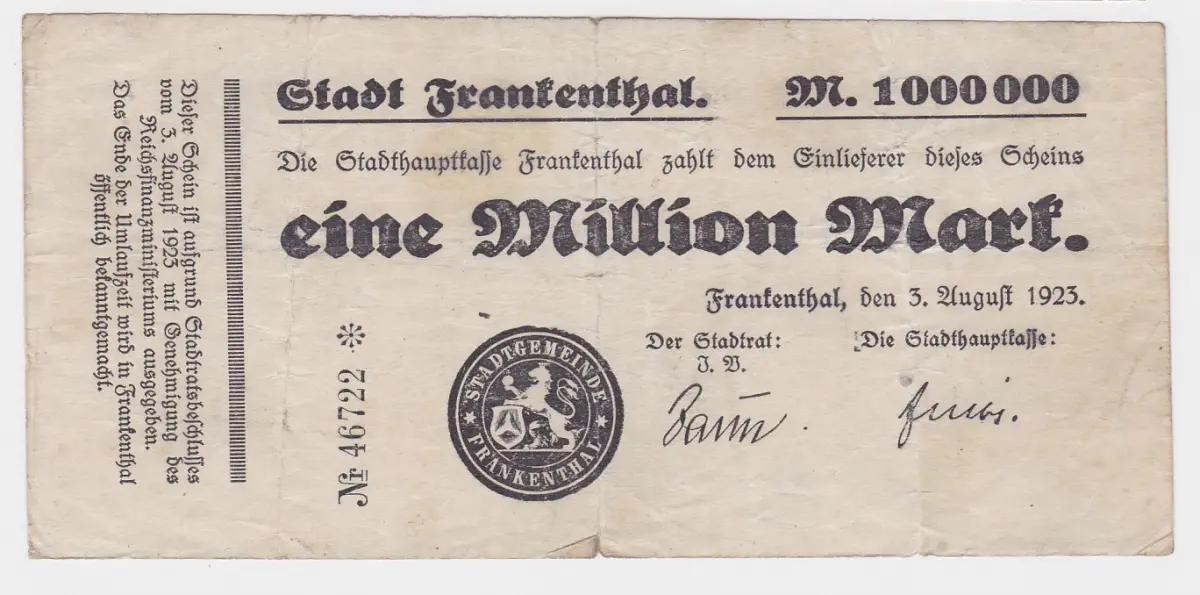 Stadt Frankenthal. M. 1000000
Die Stadthauptkasse Frankenthal zahlt dem Einlieferer dieses Scheins
eine Million Mark.
Frankenthal, den 3. August 1923.
Der Stadtrat: Die Stadthauptkasse:
J. V.
STADTGEMEINDE
FRANKENTHAL
№ 46722 *
Dieser Schein ist aufgrund Stadtratsbeschlusses
vom 3. August 1923 mit Genehmigung des
Reichsfinanzministeriums ausgegeben.
Das Ende der Umlaufzeit wird in Frankenthal
öffentlich bekanntgemacht.